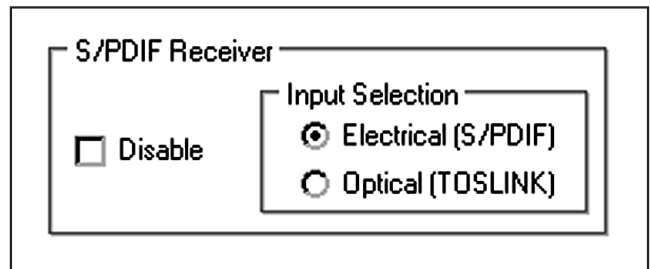 S/PDIF Receiver
Input Selection
Electrical (S/PDIF)
Disable
Optical (TOSLINK)